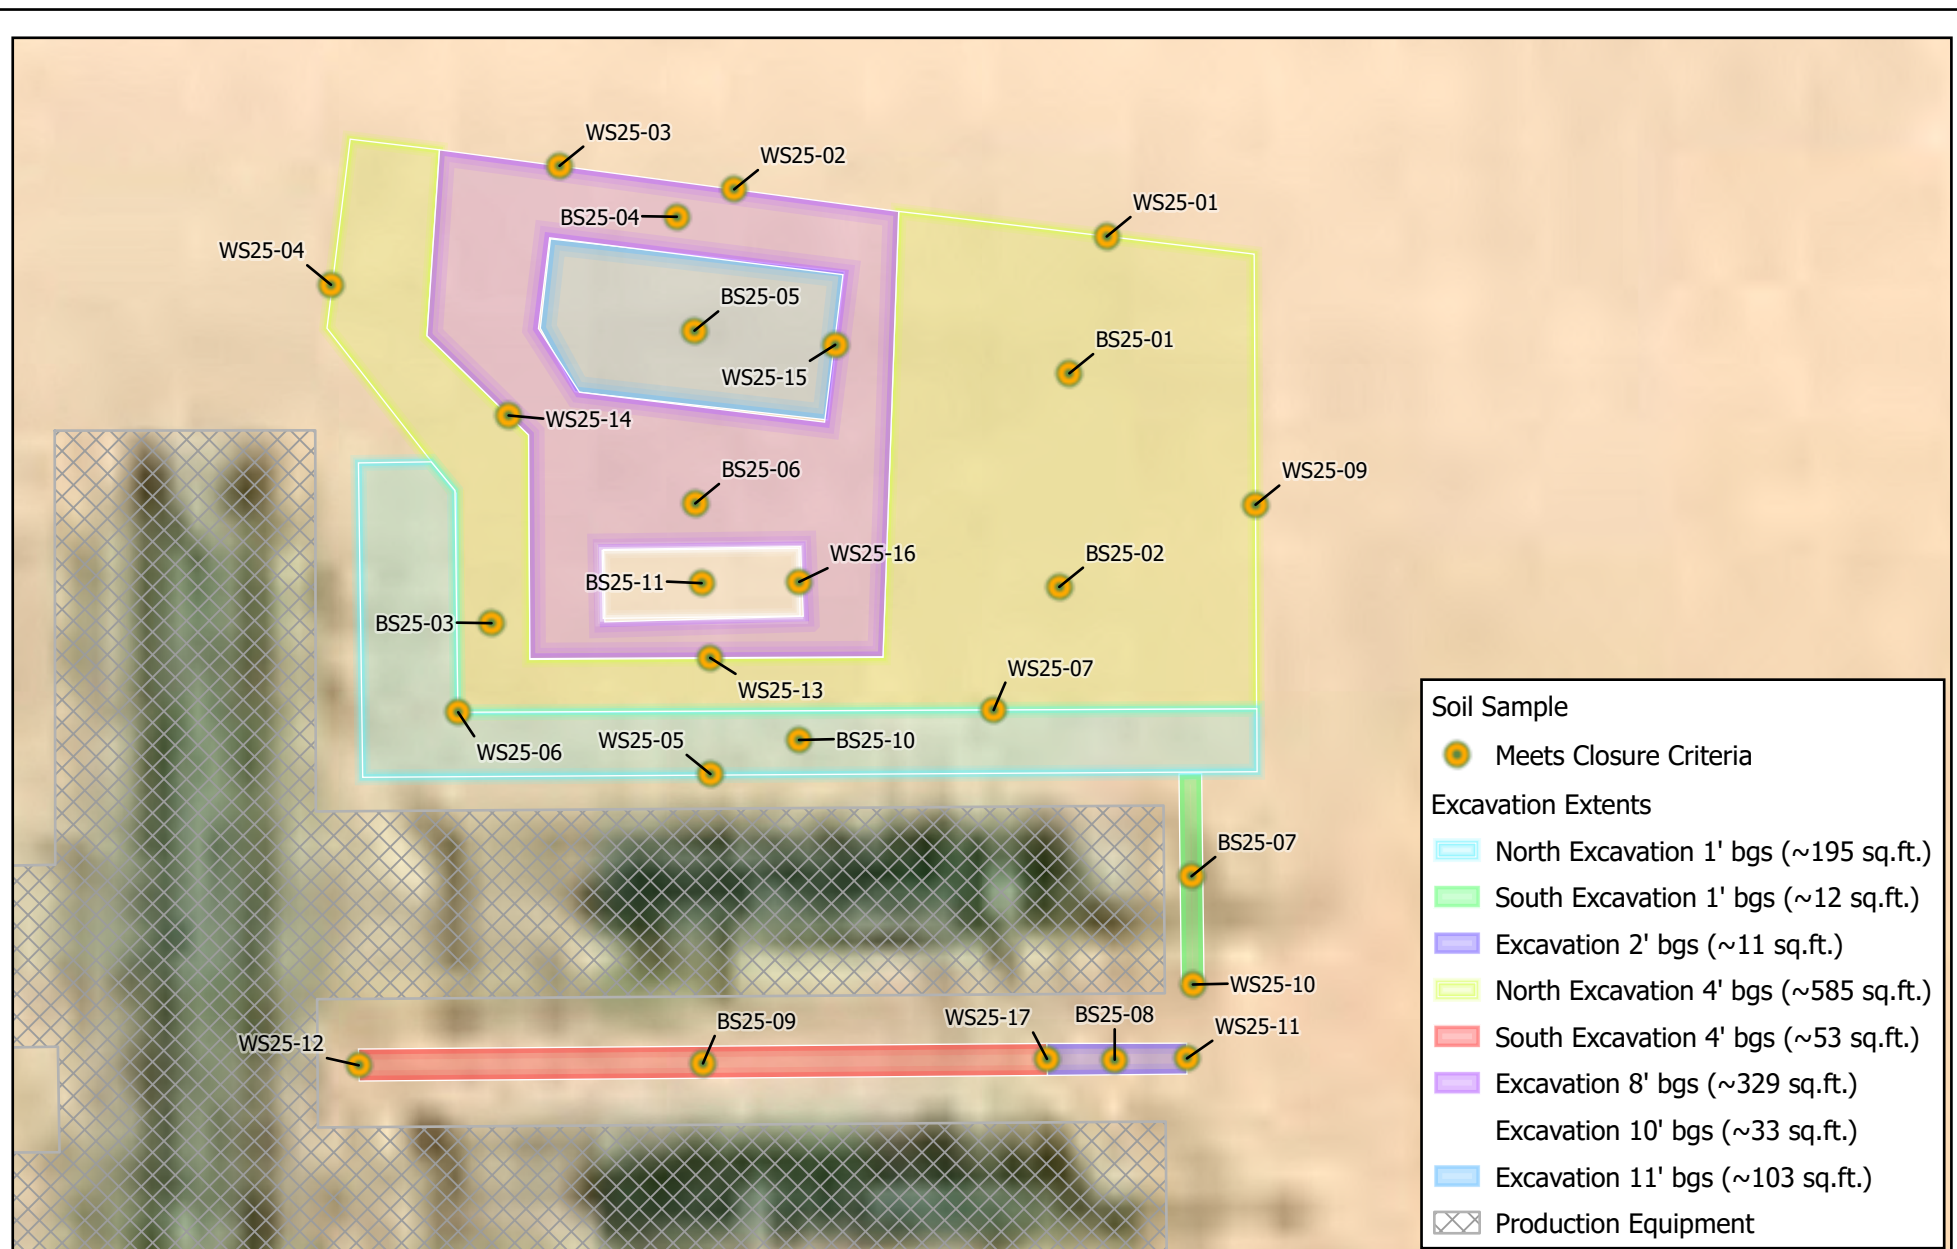 WS25-03
WS25-02
WS25-01
BS25-04
WS25-04
BS25-05
BS25-01
WS25-15
WS25-14
BS25-06
WS25-09
WS25-16
BS25-02
BS25-11
BS25-03
WS25-07
WS25-13
WS25-06
WS25-05
BS25-10
BS25-07
WS25-10
WS25-12
BS25-09
WS25-17
BS25-08
WS25-11
Soil Sample
Meets Closure Criteria
Excavation Extents
North Excavation 1' bgs (~195 sq.ft.)
South Excavation 1' bgs (~12 sq.ft.)
Excavation 2' bgs (~11 sq.ft.)
North Excavation 4' bgs (~585 sq.ft.)
South Excavation 4' bgs (~53 sq.ft.)
Excavation 8' bgs (~329 sq.ft.)
Excavation 10' bgs (~33 sq.ft.)
Excavation 11' bgs (~103 sq.ft.)
Production Equipment